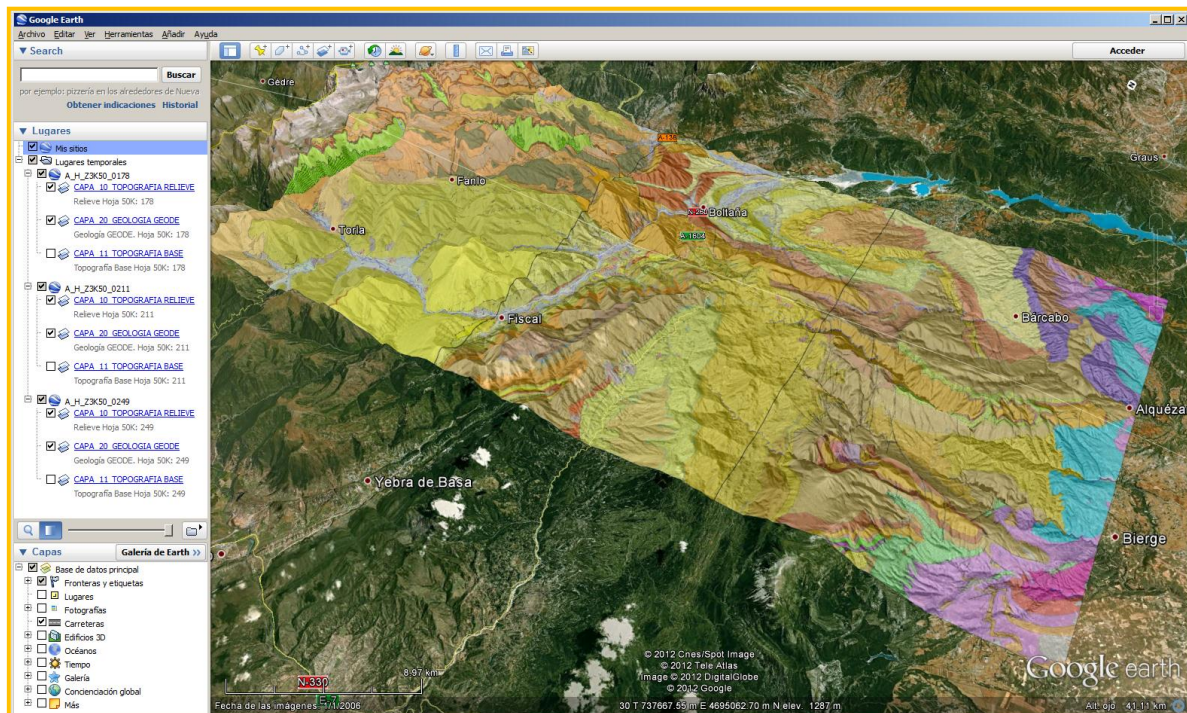 Google Earth
Archivo Editar Ver Herramientas Añadir Ayuda
Search
Buscar
por ejemplo: pizzería en los alrededores de Nueva
Obtener indicaciones Historial
Lugares
Mis sitios
Lugares temporales
A_H_Z3K50_0178
CAPA_10_TOPOGRAFIA RELIEVE
Relieve Hoja 50K: 178
CAPA_20_GEOLOGIA GEODE
Geología GEODE. Hoja 50K: 178
CAPA_11_TOPOGRAFIA BASE
Topografía Base Hoja 50K: 178
A_H_Z3K50_0211
CAPA_10_TOPOGRAFIA RELIEVE
Relieve Hoja 50K: 211
CAPA_20_GEOLOGIA GEODE
Geología GEODE. Hoja 50K: 211
CAPA_11_TOPOGRAFIA BASE
Topografía Base Hoja 50K: 211
A_H_Z3K50_0249
CAPA_10_TOPOGRAFIA RELIEVE
Relieve Hoja 50K: 249
CAPA_20_GEOLOGIA GEODE
Geología GEODE. Hoja 50K: 249
CAPA_11_TOPOGRAFIA BASE
Topografía Base Hoja 50K: 249
Capas
Galería de Earth >>
Base de datos principal
Fronteras y etiquetas
Lugares
Fotografías
Carreteras
Edificios 3D
Océanos
Tiempo
Galería
Concienciación global
Más
Acceder
Gèdre
A-138
Graus
Fanlo
Boltaña
Torla
Fiscal
Bárcabo
Alquéza
Yebra de Basa
Bierge
© 2012 Cnes/Spot Image
© 2012 Tele Atlas
Image © 2012 DigitalGlobe
© 2012 Google
Google earth
8,97 km
N-330
E-7
Fecha de las imágenes: 1/1/2006
30 T 737667.55 m E 4695062.70 m N elev. 1287 m
Alt. ojo 41.11 km